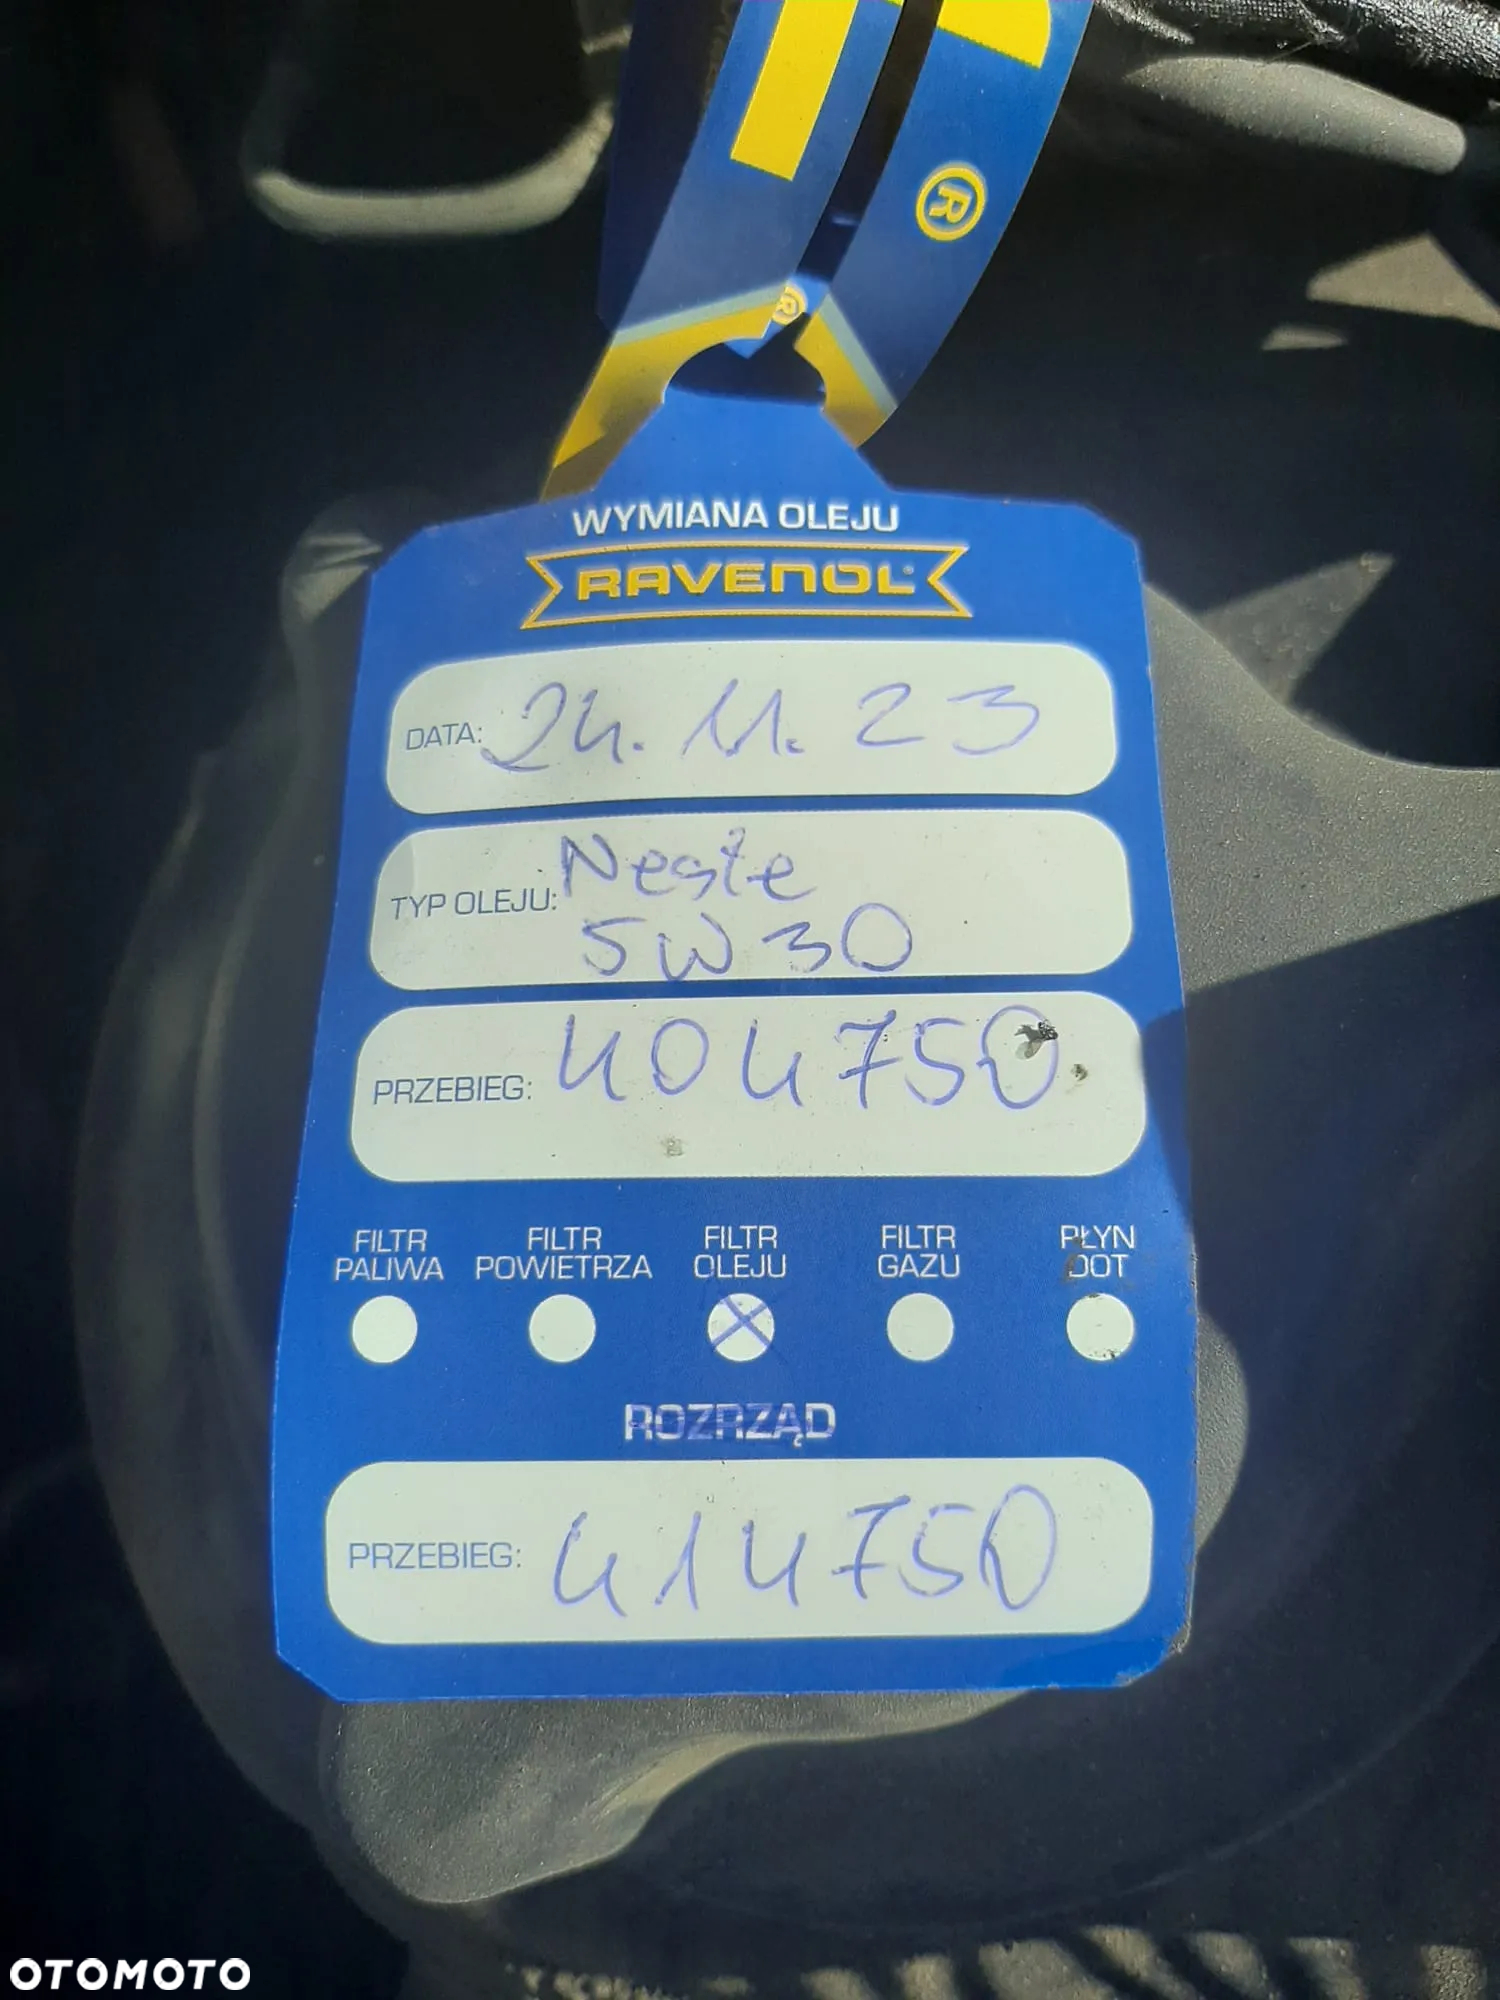 ®
®
WYMIANA OLEJU
RAVENOL
DATA: 24.11.23
TYP OLEJU: Neste
5W30
PRZEBIEG: 404750
FILTR PALIWA
FILTR POWIETRZA
FILTR OLEJU
FILTR GAZU
PŁYN DOT
ROZRZĄD
PRZEBIEG: 414750
OTOMOTO